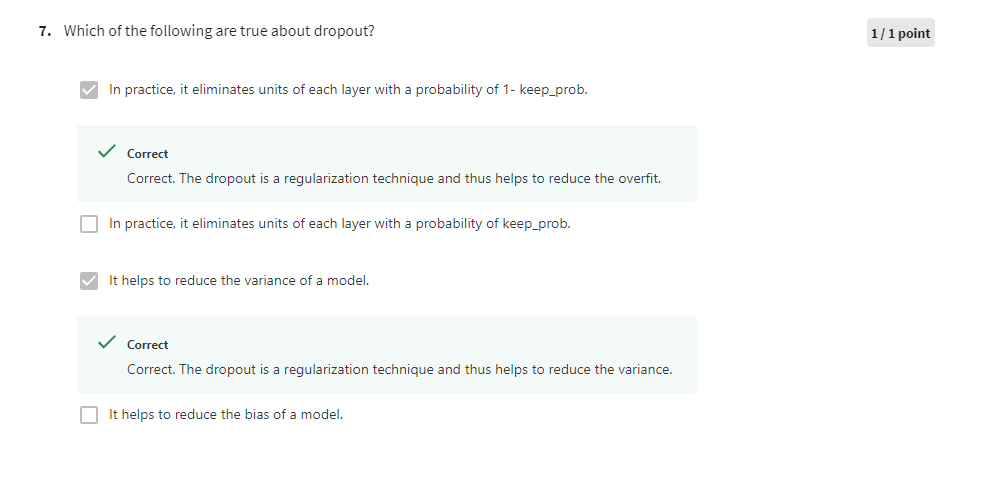 7. Which of the following are true about dropout?
1 / 1 point
In practice, it eliminates units of each layer with a probability of 1- keep_prob.
Correct
Correct. The dropout is a regularization technique and thus helps to reduce the overfit.
In practice, it eliminates units of each layer with a probability of keep_prob.
It helps to reduce the variance of a model.
Correct
Correct. The dropout is a regularization technique and thus helps to reduce the variance.
It helps to reduce the bias of a model.